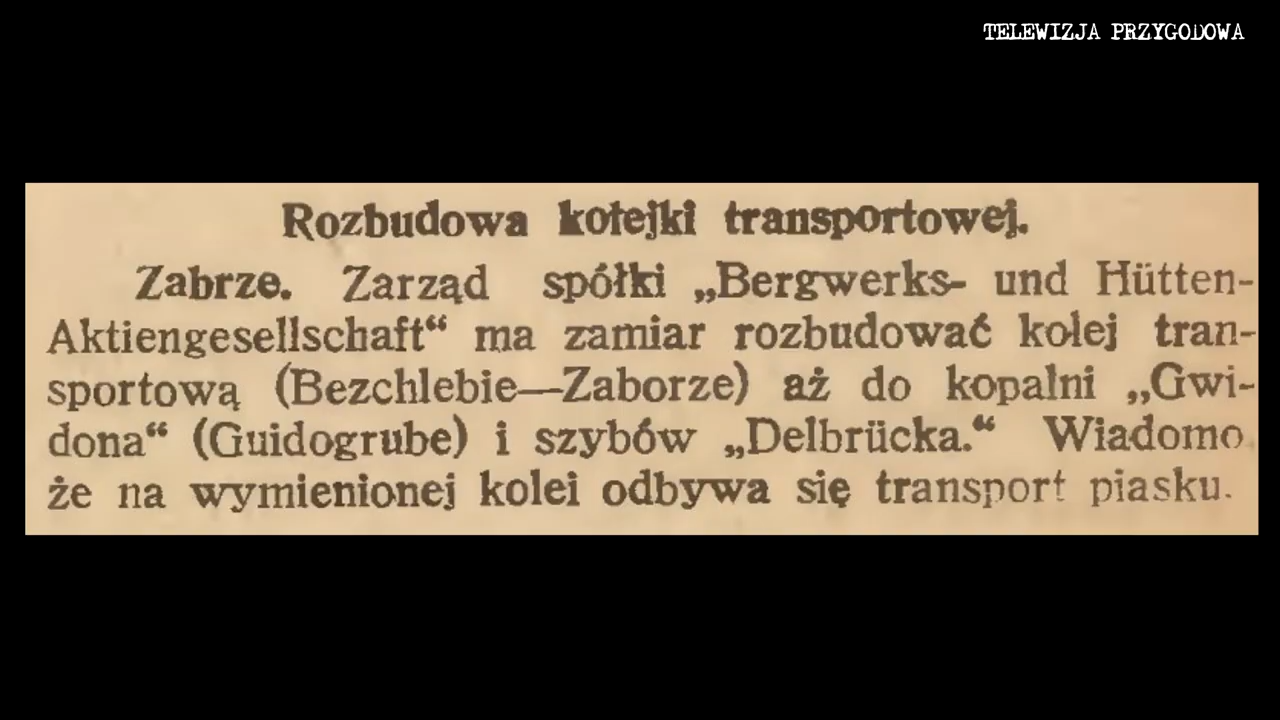 TELEWIZJA PRZYGODOWA
Rozbudowa kolejki transportowej.
Zabrze. Zarząd spółki „Bergwerks- und Hütten-
Aktiengesellschaft“ ma zamiar rozbudować kolej tran-
sportową (Bezchlebie—Zaborze) aż do kopalni „Gwi-
dona“ (Guidogrube) i szybów „Delbrücka.“ Wiadomo,
że na wymienionej kolei odbywa się transport piasku.